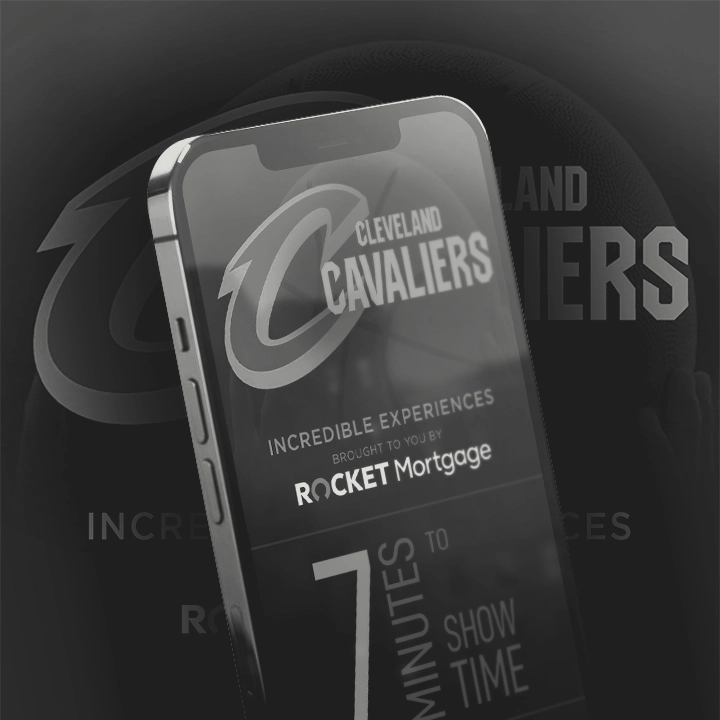 CLEVELAND
CAVALIERS
INCREDIBLE EXPERIENCES
BROUGHT TO YOU BY
ROCKET Mortgage
7 MINUTES TO
SHOW
TIME
LAND
IERS
INCRE
CES
RO